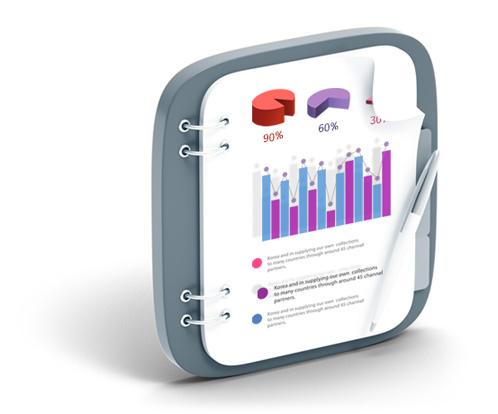 90%
60%
30%
Korea and in supplying our own collections
to many countries through around 45 channel
partners.
Korea and in supplying our own collections
to many countries through around 45 channel
partners.
Korea and in supplying our own collections
to many countries through around 45 channel
partners.